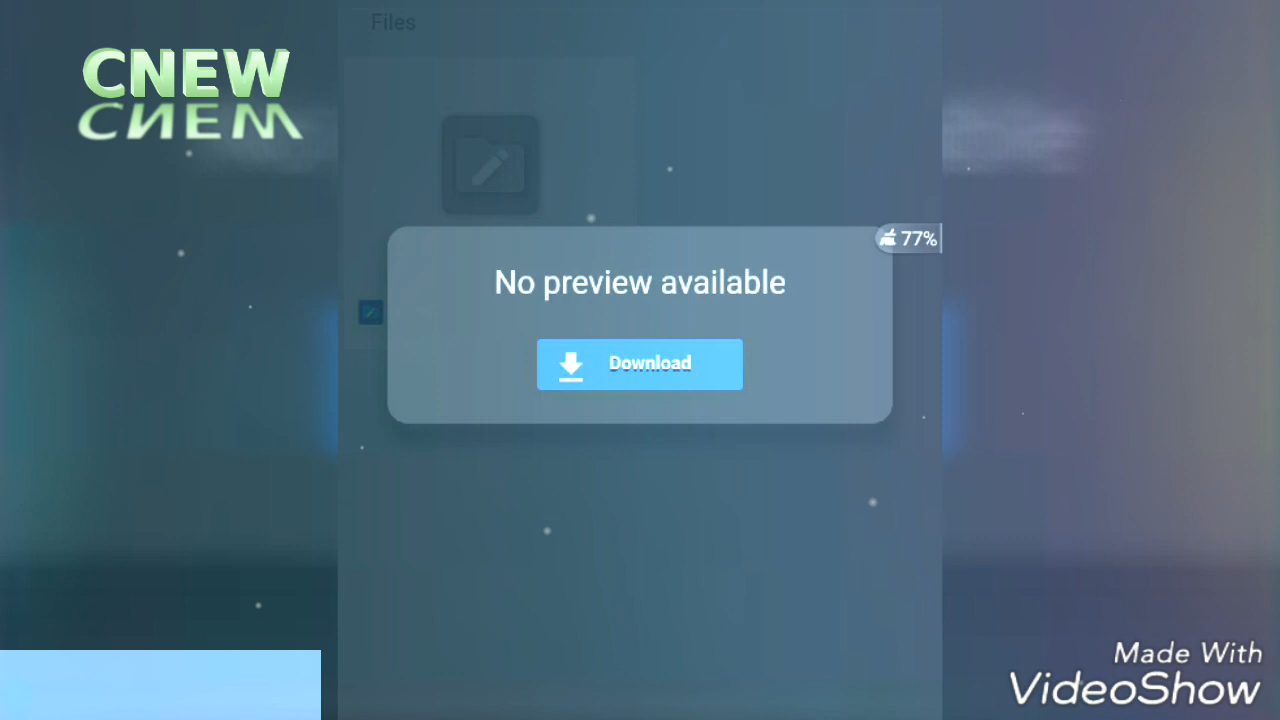 Files
CNEW
CNEW
77%
No preview available
Download
Made With
VideoShow